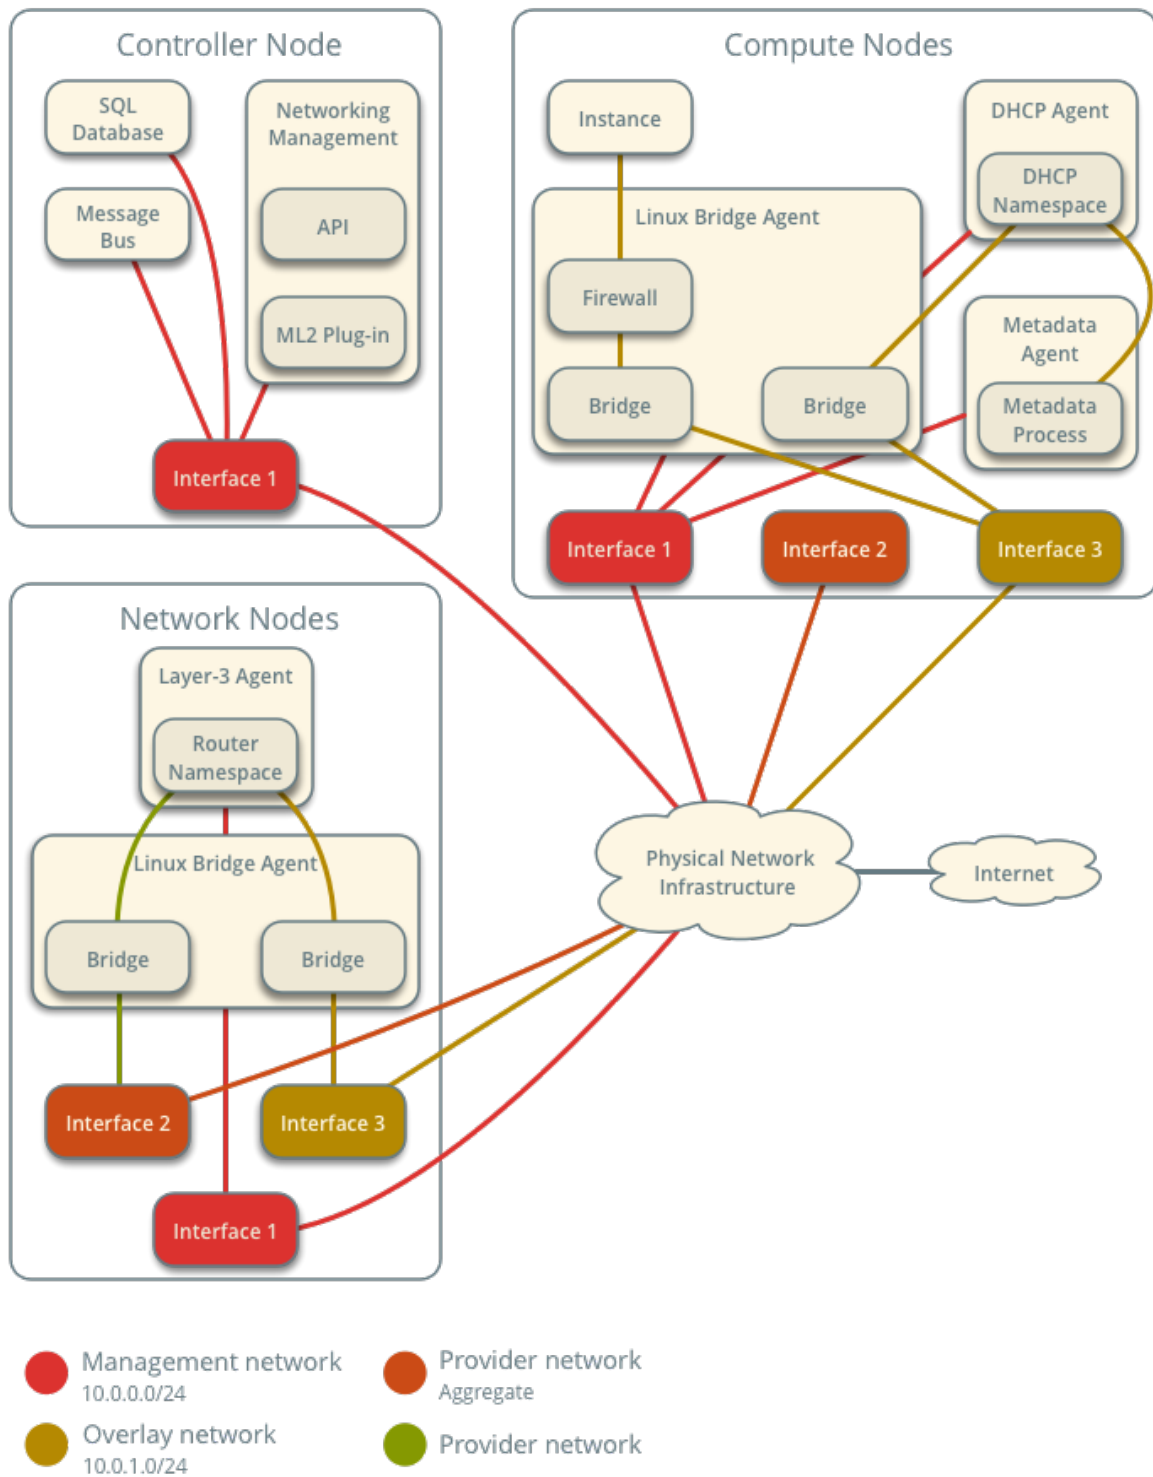 Controller Node
SQL
Database
Networking
Management
Message
Bus
API
ML2 Plug-in
Interface 1
Compute Nodes
Instance
DHCP Agent
DHCP
Namespace
Linux Bridge Agent
Firewall
Metadata
Agent
Bridge
Bridge
Metadata
Process
Interface 1
Interface 2
Interface 3
Network Nodes
Layer-3 Agent
Router
Namespace
Linux Bridge Agent
Bridge
Bridge
Interface 2
Interface 3
Interface 1
Physical Network
Infrastructure
Internet
Management network
10.0.0.0/24
Provider network
Aggregate
Overlay network
10.0.1.0/24
Provider network